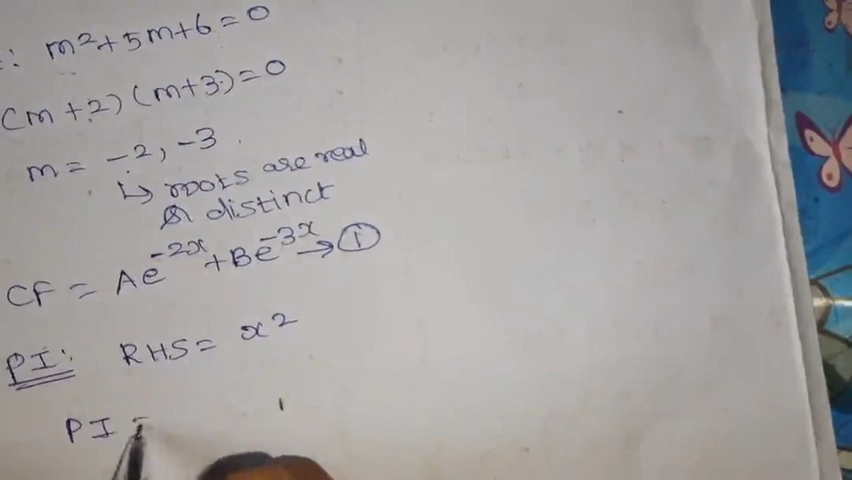 : m²+5m+6=0
(m+2)(m+3)=0
m = -2, -3
↳ roots are real
& distinct
CF = Ae^{-2x} + Be^{-3x} → ①
PI: RHS = x²
PI =